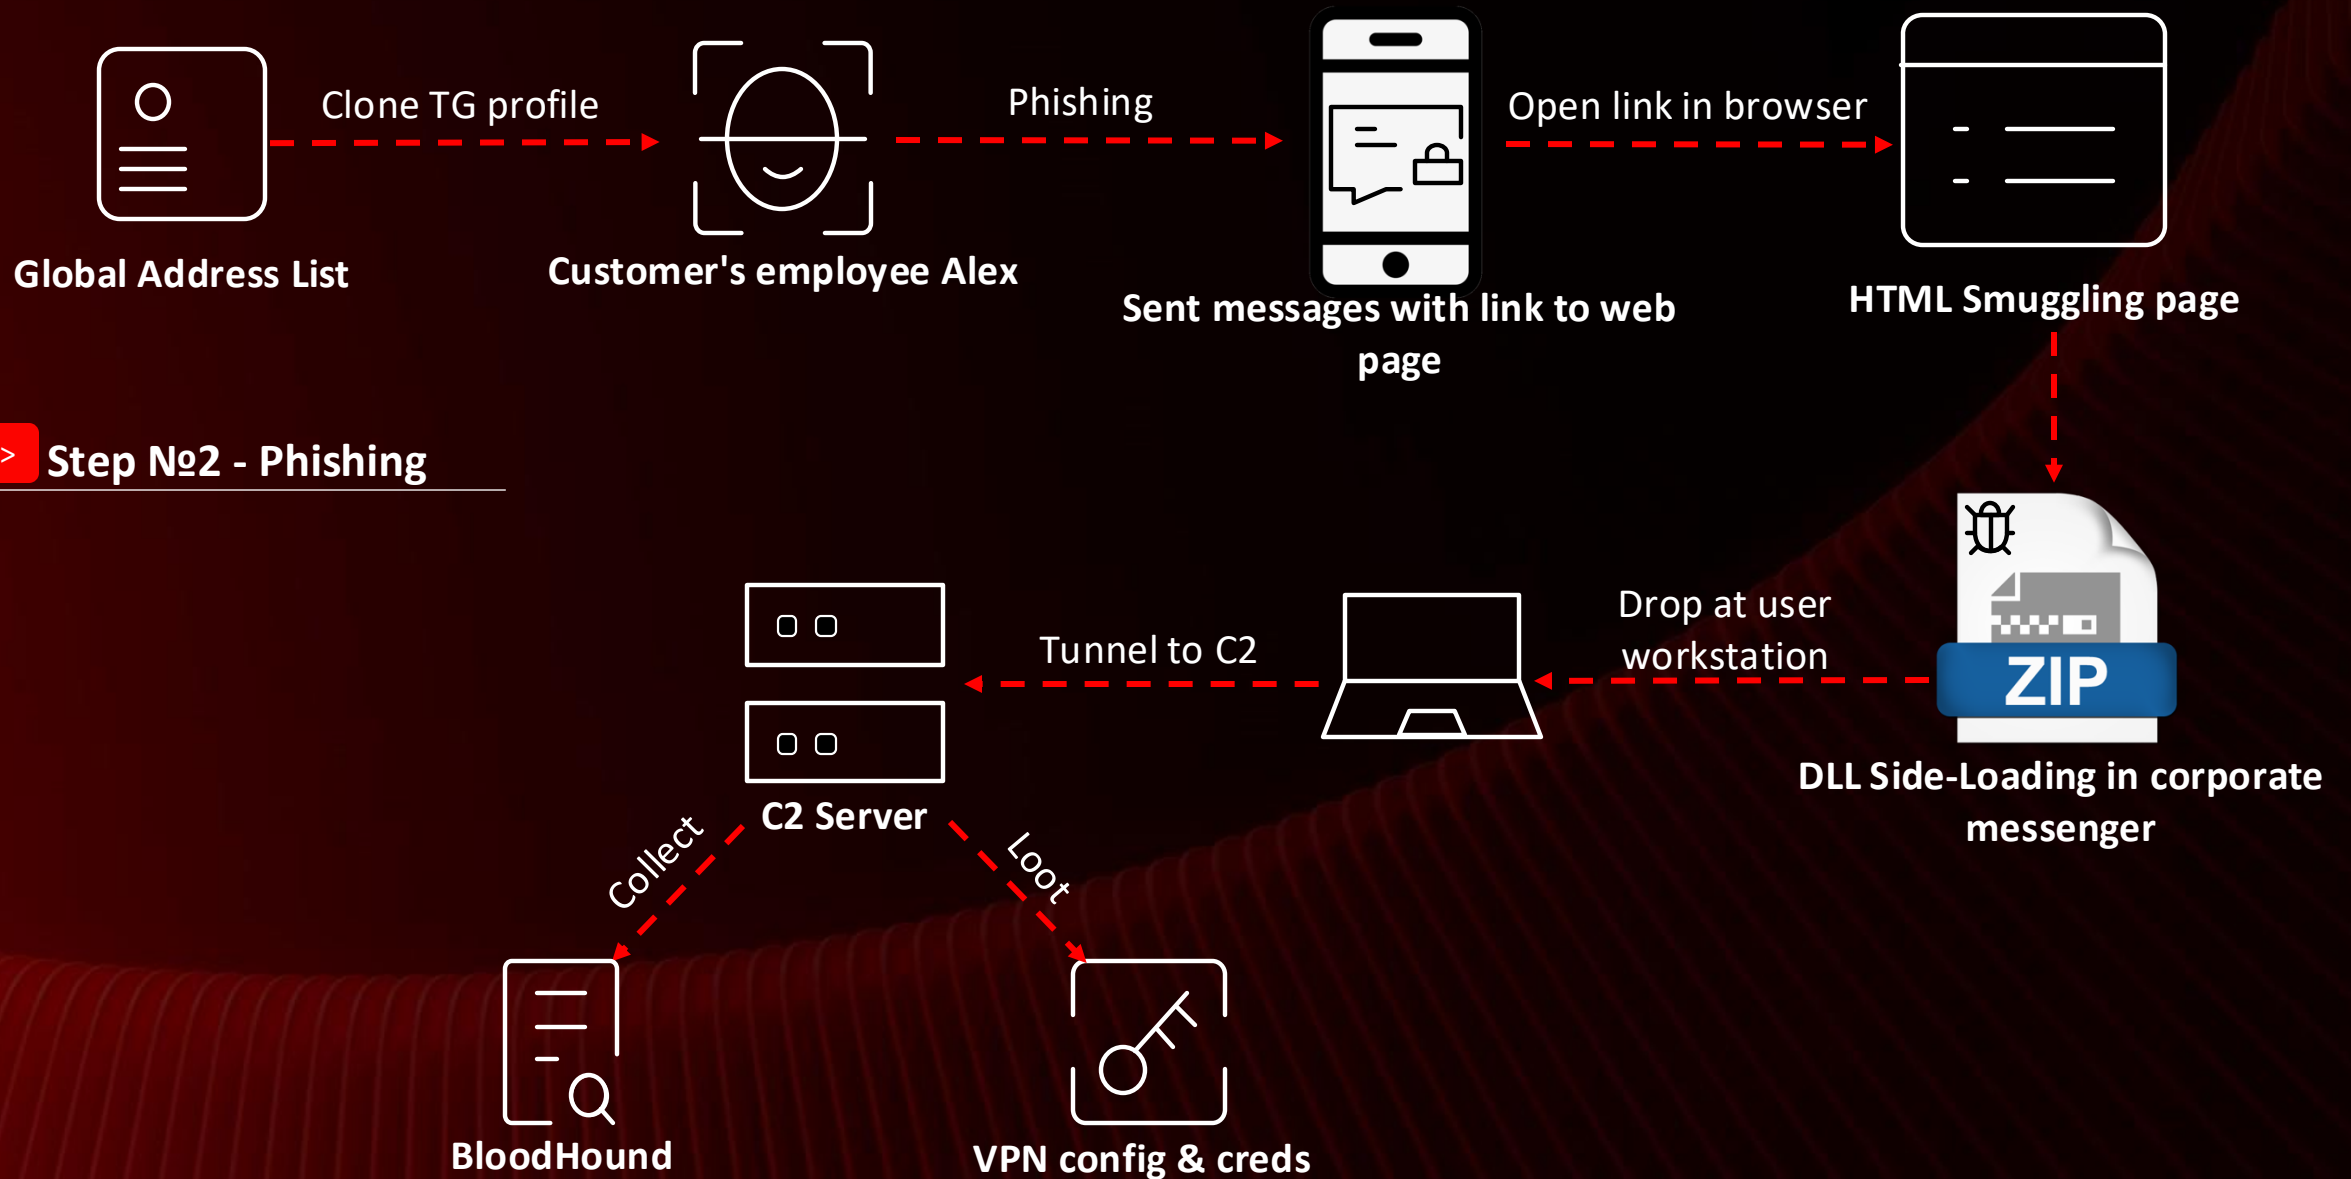 Clone TG profile
Phishing
Open link in browser
Global Address List
Customer's employee Alex
Sent messages with link to web
page
HTML Smuggling page
>
Step №2 - Phishing
Drop at user
workstation
Tunnel to C2
ZIP
DLL Side-Loading in corporate
messenger
C2 Server
Collect
Loot
BloodHound
VPN config & creds